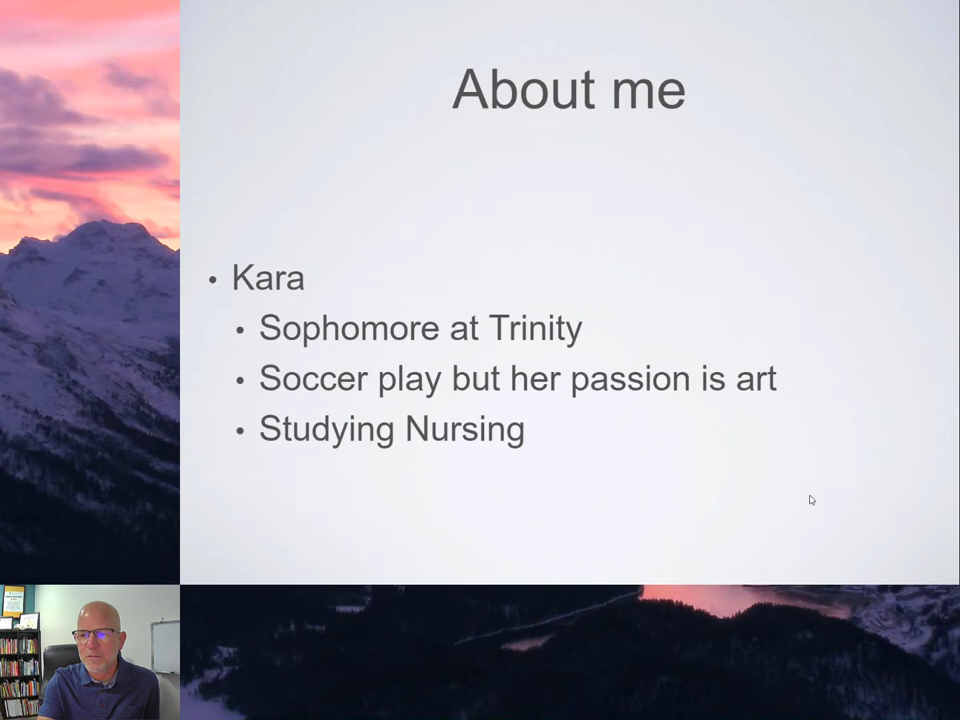 About me
• Kara
• Sophomore at Trinity
• Soccer play but her passion is art
• Studying Nursing